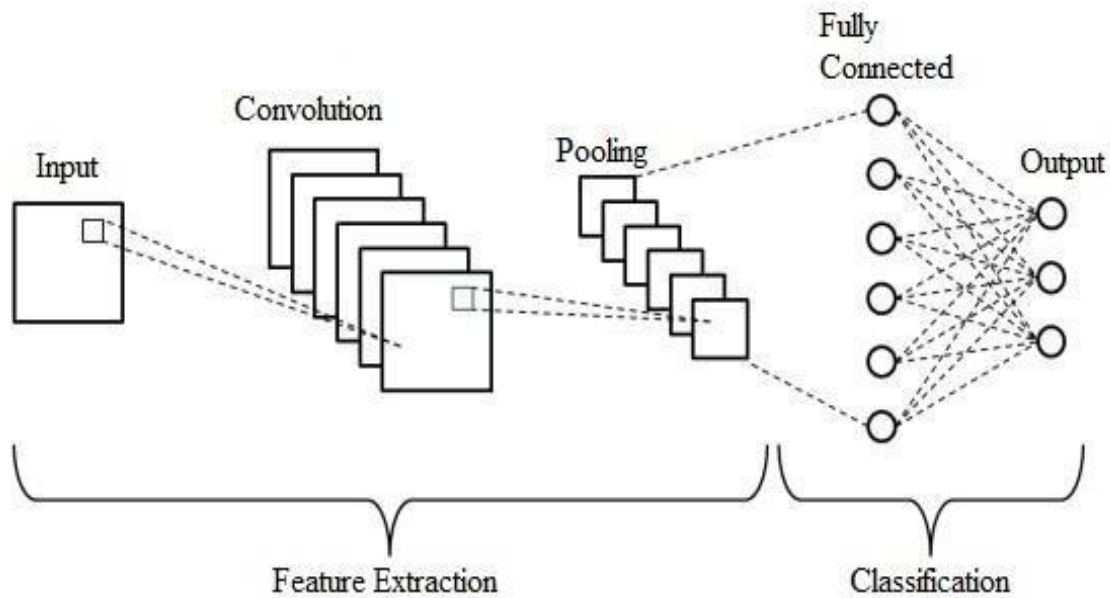 Input
Convolution
Pooling
Fully
Connected
Output
Feature Extraction
Classification